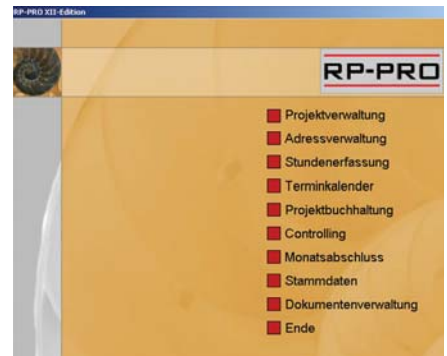 RP-PRO XII-Edition
RP-PRO
Projektverwaltung
Adressverwaltung
Stundenerfassung
Terminkalender
Projektbuchhaltung
Controlling
Monatsabschluss
Stammdaten
Dokumentenverwaltung
Ende